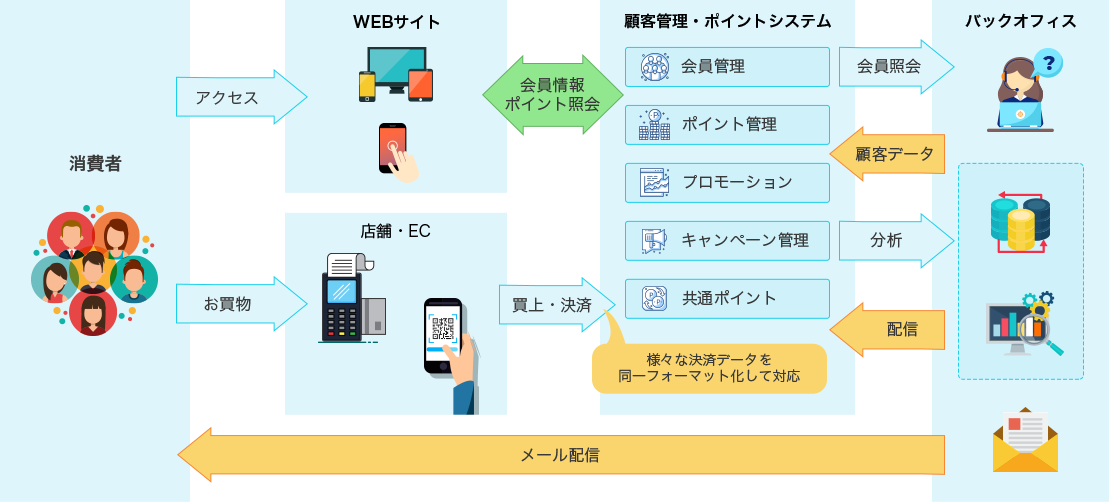 WEBサイト
顧客管理・ポイントシステム
バックオフィス
会員管理
会員照会
アクセス
会員情報
ポイント照会
?
P
ポイント管理
顧客データ
消費者
プロモーション
店舗・EC
キャンペーン管理
分析
お買物
買上・決済
共通ポイント
配信
様々な決済データを
同一フォーマット化して対応
メール配信